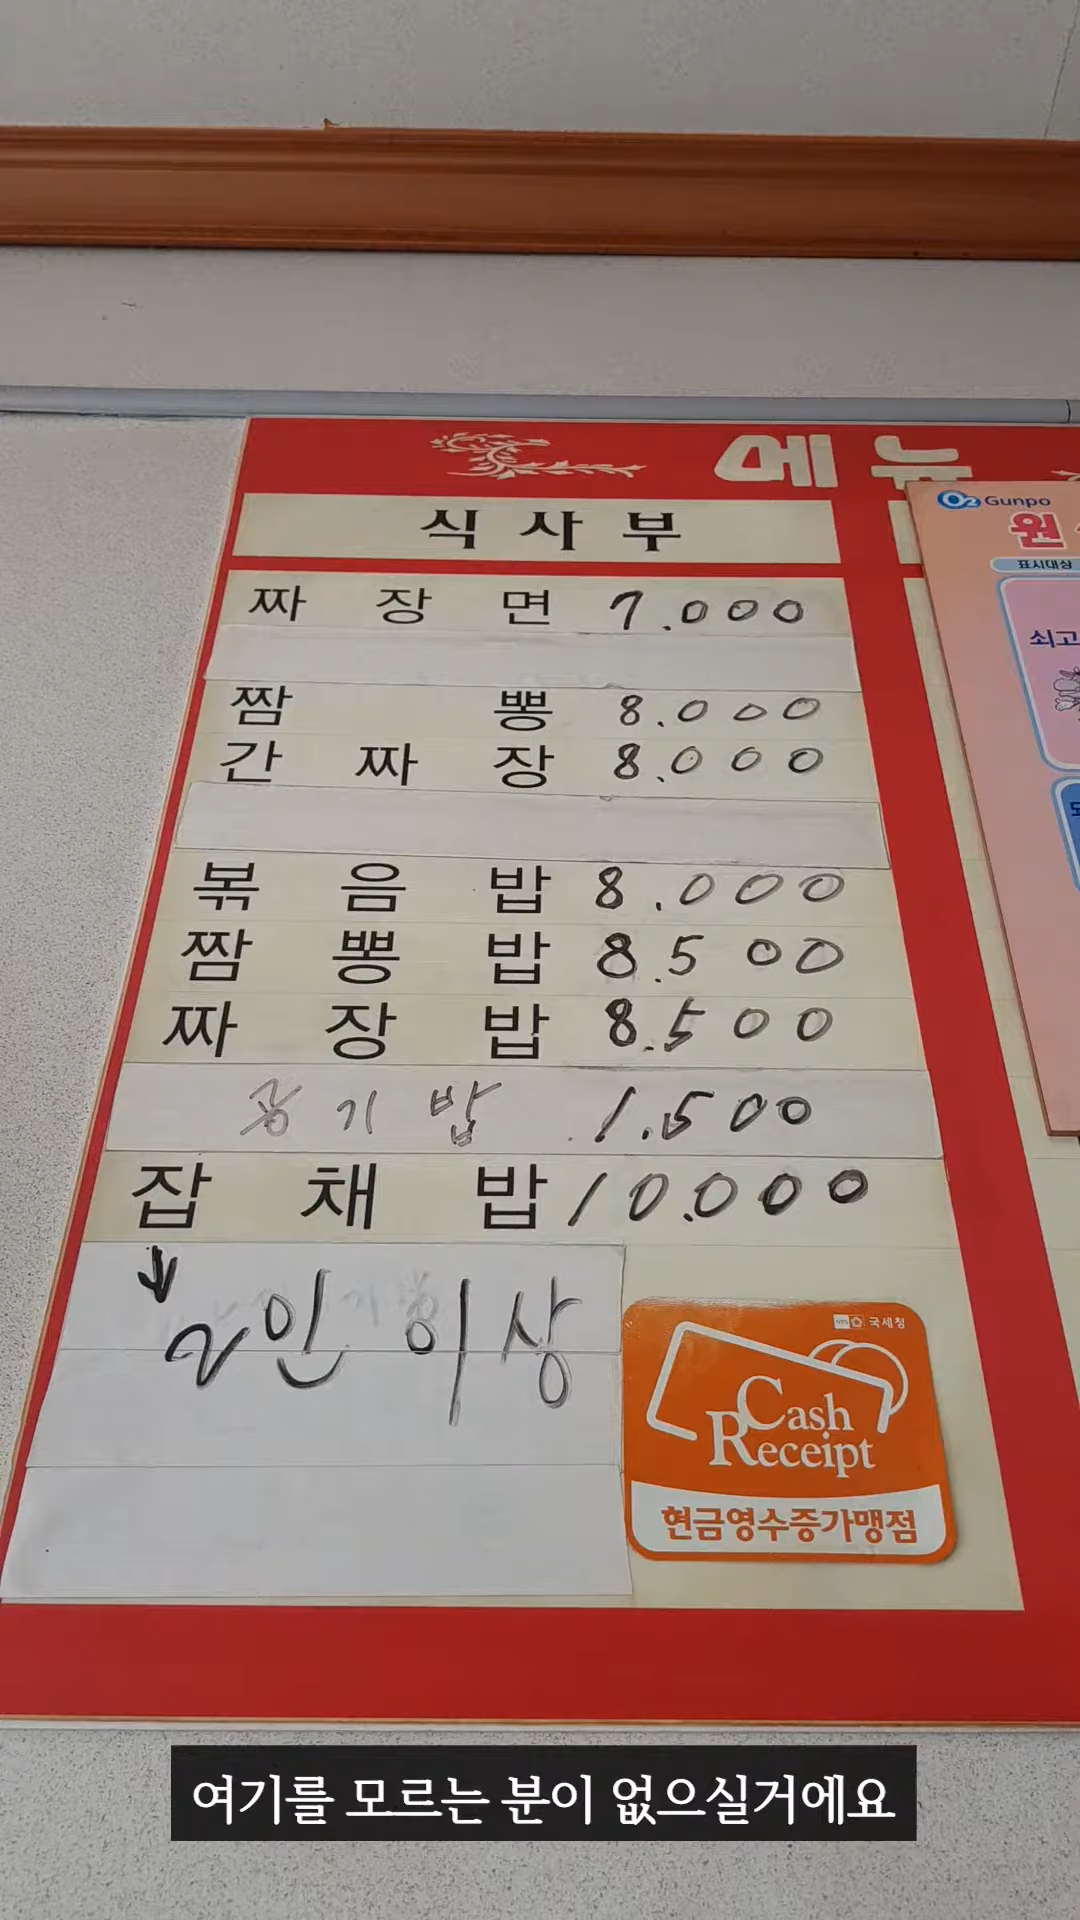 메뉴
식사부
짜장면 7.000
짬뽕 8.000
간짜장 8.000
볶음밥 8.000
짬뽕밥 8.500
짜장밥 8.500
공기밥 1.500
잡채밥 10.000
↓
2인 이상
O2 Gunpo
원
표시대상
쇠고
국세청
Cash
Receipt
현금영수증가맹점
여기를 모르는 분이 없으실거에요